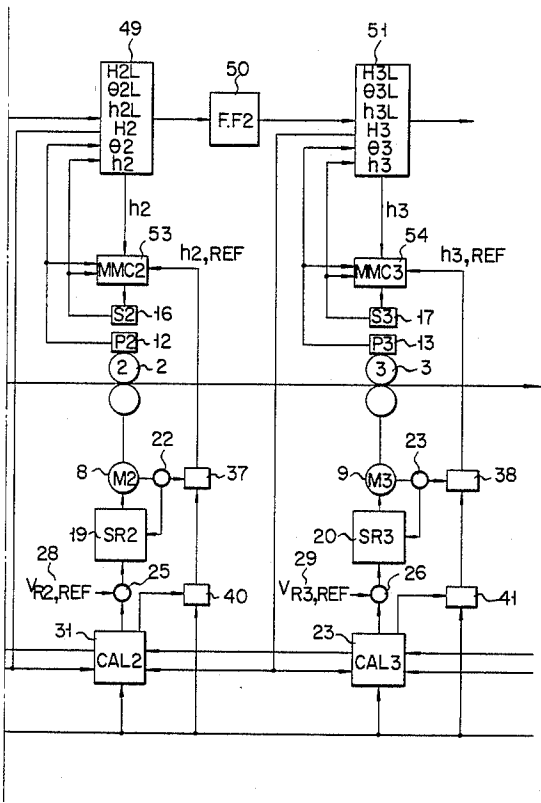 49
H2L
θ2L
h2L
H2
θ2
h2
50
F.F2
51
H3L
θ3L
h3L
H3
θ3
h3
h2
h3
53
MMC2
h2,REF
54
MMC3
h3,REF
S2
16
S3
17
P2
12
P3
13
2
2
3
3
8
M2
22
37
9
M3
23
38
19
SR2
20
SR3
28
VR2,REF
25
29
VR3,REF
26
40
41
31
CAL2
23
CAL3